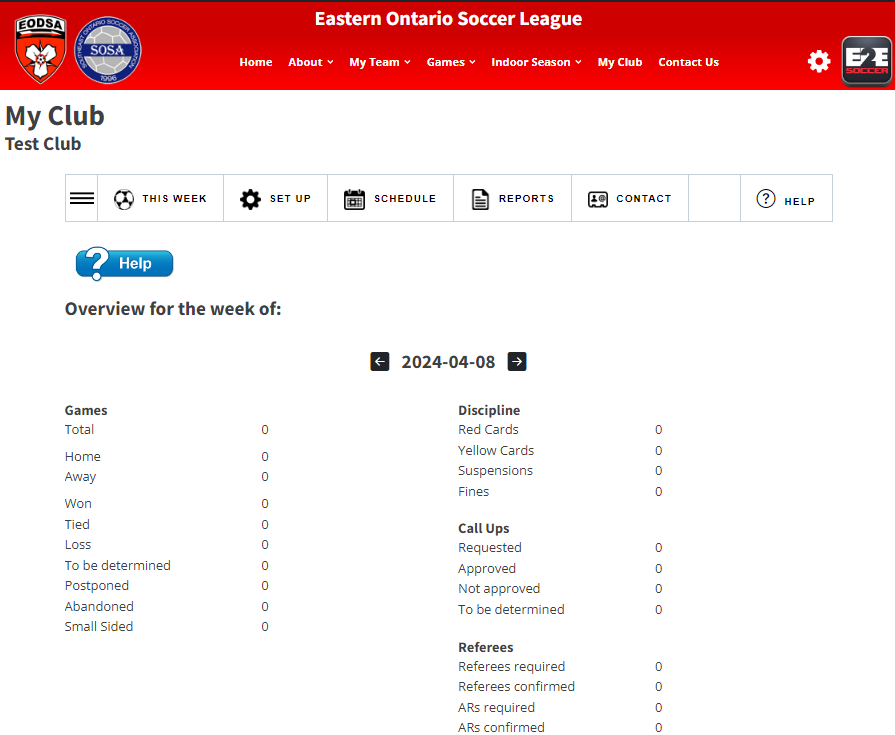 EODSA
SOUTHEAST ONTARIO SOCCER ASSOCIATION
SOSA
1996
Eastern Ontario Soccer League
Home About My Team Games Indoor Season My Club Contact Us
E2E
SOCCER
My Club
Test Club
THIS WEEK SET UP SCHEDULE REPORTS CONTACT ? HELP
? Help
Overview for the week of:
2024-04-08
Games
Total 0
Home 0
Away 0
Won 0
Tied 0
Loss 0
To be determined 0
Postponed 0
Abandoned 0
Small Sided 0
Discipline
Red Cards 0
Yellow Cards 0
Suspensions 0
Fines 0
Call Ups
Requested 0
Approved 0
Not approved 0
To be determined 0
Referees
Referees required 0
Referees confirmed 0
ARs required 0
ARs confirmed 0